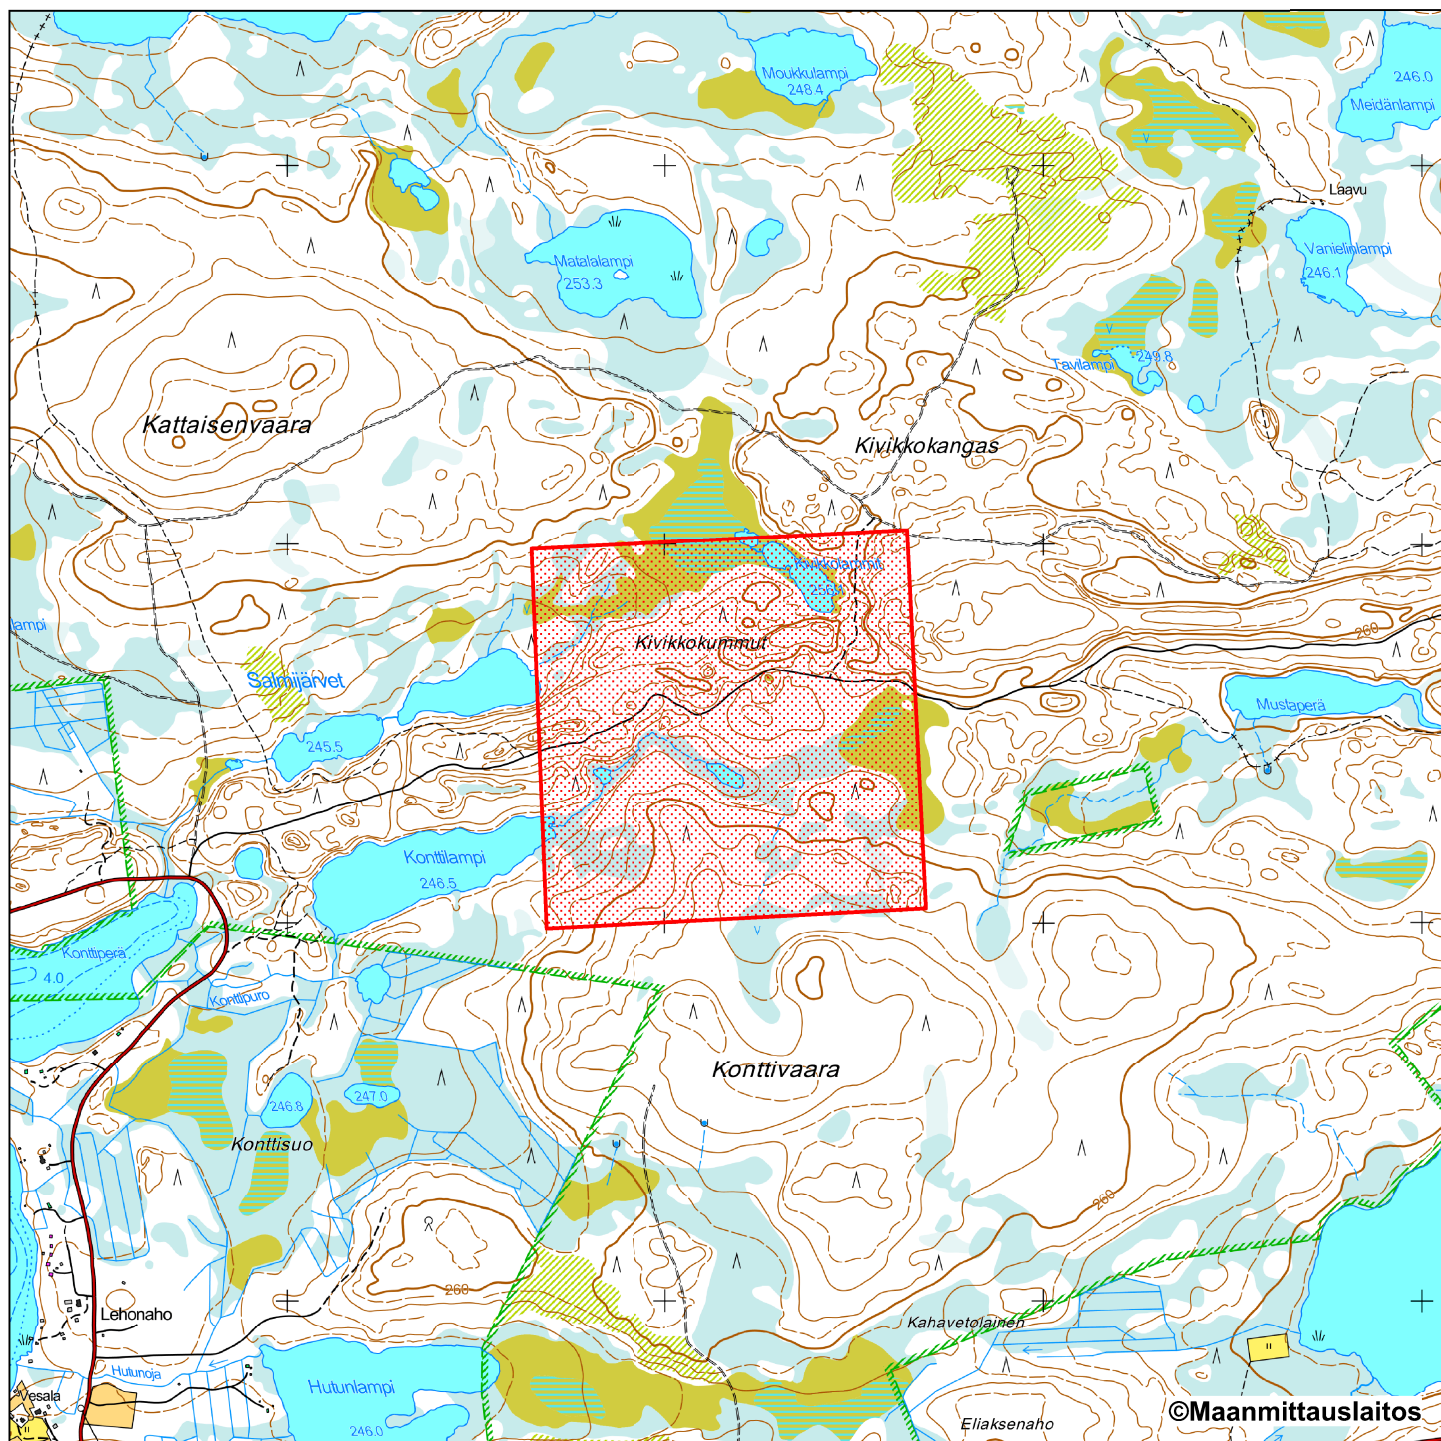 Moukkulampi
248.4
246.0
Meidänlampi
Laavu
Matalalampi
253.3
Vanielinlampi
246.1
Tavilampi
249.8
Kattaisenvaara
Kivikkokangas
Kivikkolammit
lampi
Kivikkokummut
260
Salmijärvet
Mustaperä
245.5
Konttilampi
246.5
Konttiperä
4.0
Konttipuro
Konttivaara
246.8
247.0
Konttisuo
260
260
Lehonaho
Kahavetolainen
Hutunoja
Hutunlampi
Vesala
246.0
Eliaksenaho
©Maanmittauslaitos